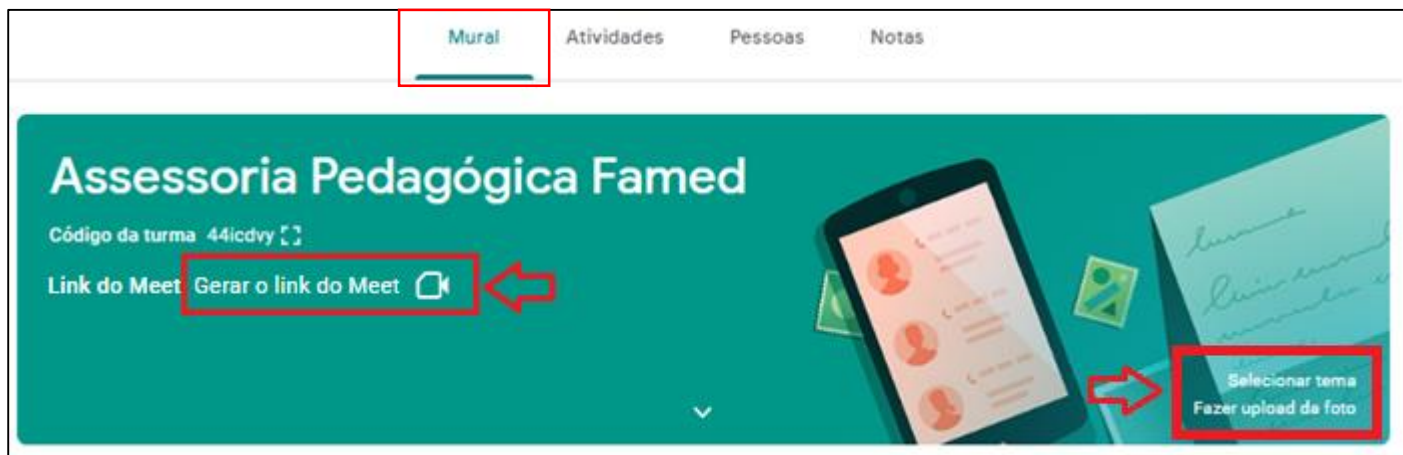 Mural Atividades Pessoas Notas
Assessoria Pedagógica Famed
Código da turma 44icdvy
Link do Meet Gerar o link do Meet
Selecionar tema
Fazer upload da foto